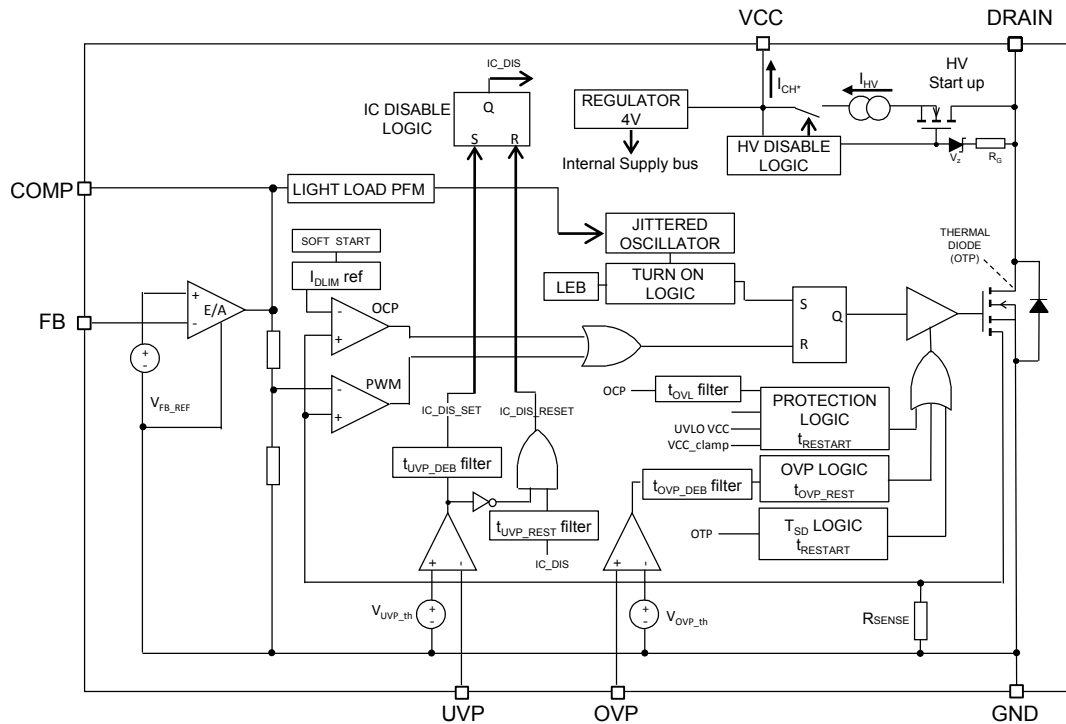 VCC
DRAIN
IC_DIS
HV
Start up
I_HV
I_CH*
Q
IC DISABLE
LOGIC
S
R
REGULATOR
4V
HV DISABLE
LOGIC
V_Z
R_G
Internal Supply bus
COMP
LIGHT LOAD PFM
JITTERED
OSCILLATOR
THERMAL
DIODE
(OTP)
SOFT START
I_DLIM ref
LEB
TURN ON
LOGIC
+
E/A
-
-
OCP
+
S
Q
R
FB
+
-
V_FB_REF
PWM
-
+
OCP
t_OVL filter
PROTECTION
LOGIC
t_RESTART
UVLO VCC
VCC_clamp
IC_DIS_SET
IC_DIS_RESET
t_UVP_DEB filter
t_OVP_DEB filter
OVP LOGIC
t_OVP_REST
t_UVP_REST filter
OTP
T_SD LOGIC
t_RESTART
IC_DIS
+
-
+
-
V_UVP_th
+
-
+
-
V_OVP_th
R_SENSE
UVP
OVP
GND